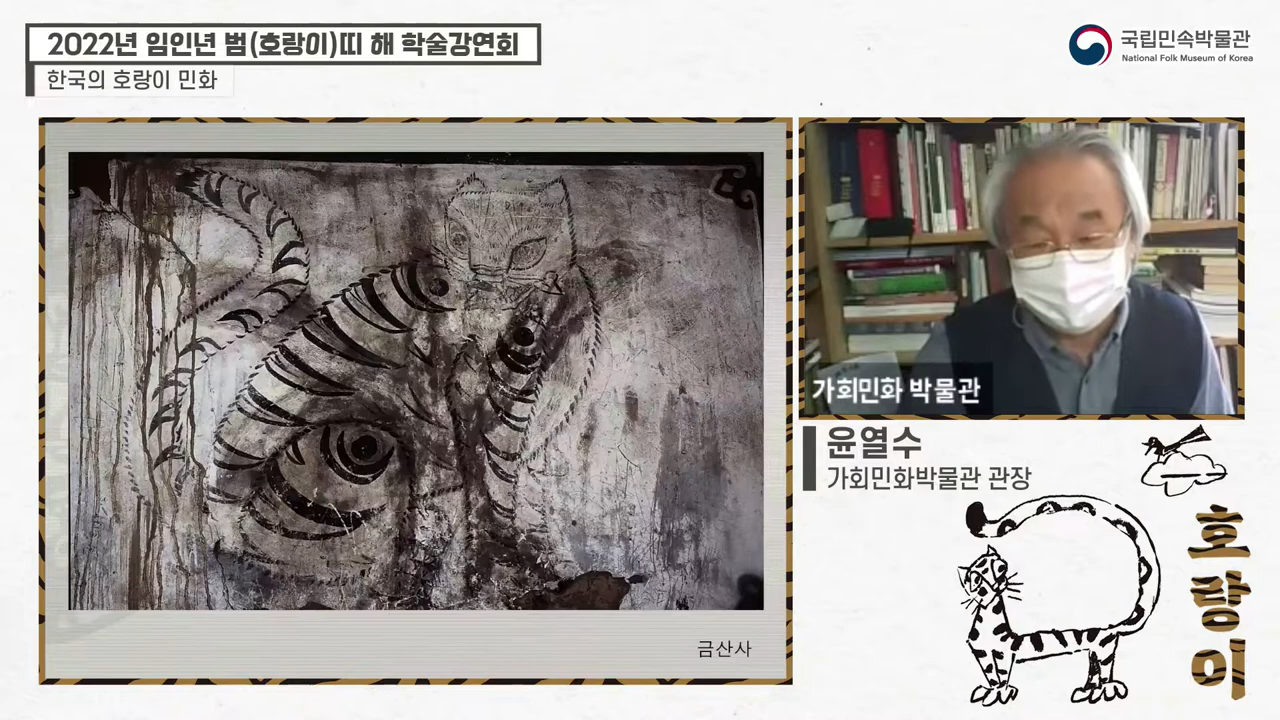 2022년 임인년 범(호랑이)띠 해 학술강연회
한국의 호랑이 민화
국립민속박물관
National Folk Museum of Korea
가회민화 박물관
윤열수
가회민화박물관 관장
금산사
호
랑
이